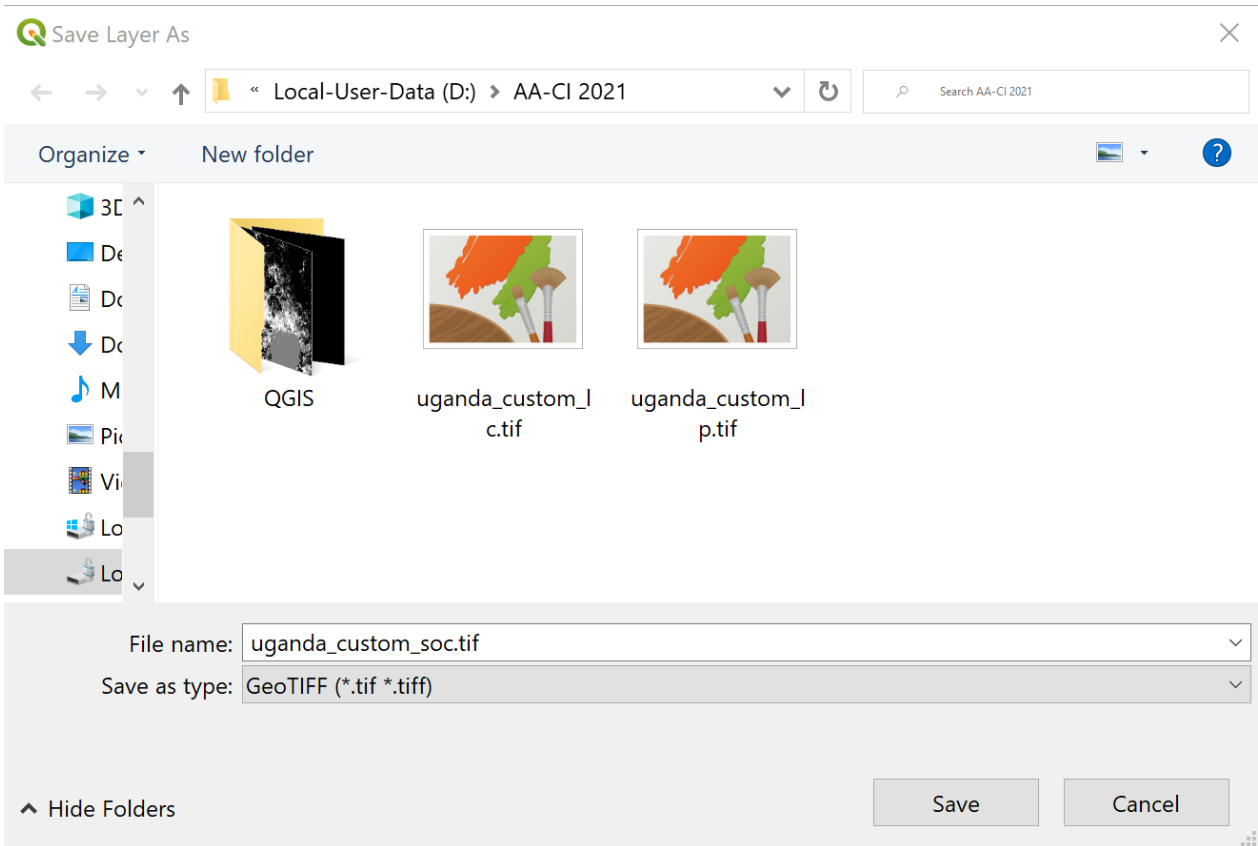 Save Layer As
« Local-User-Data (D:) > AA-CI 2021
Search AA-CI 2021
Organize
New folder
?
3D
De
Do
Do
M
Pic
Vi
Lo
Lo
QGIS
uganda_custom_l
c.tif
uganda_custom_l
p.tif
File name: uganda_custom_soc.tif
Save as type: GeoTIFF (*.tif *.tiff)
Hide Folders
Save
Cancel